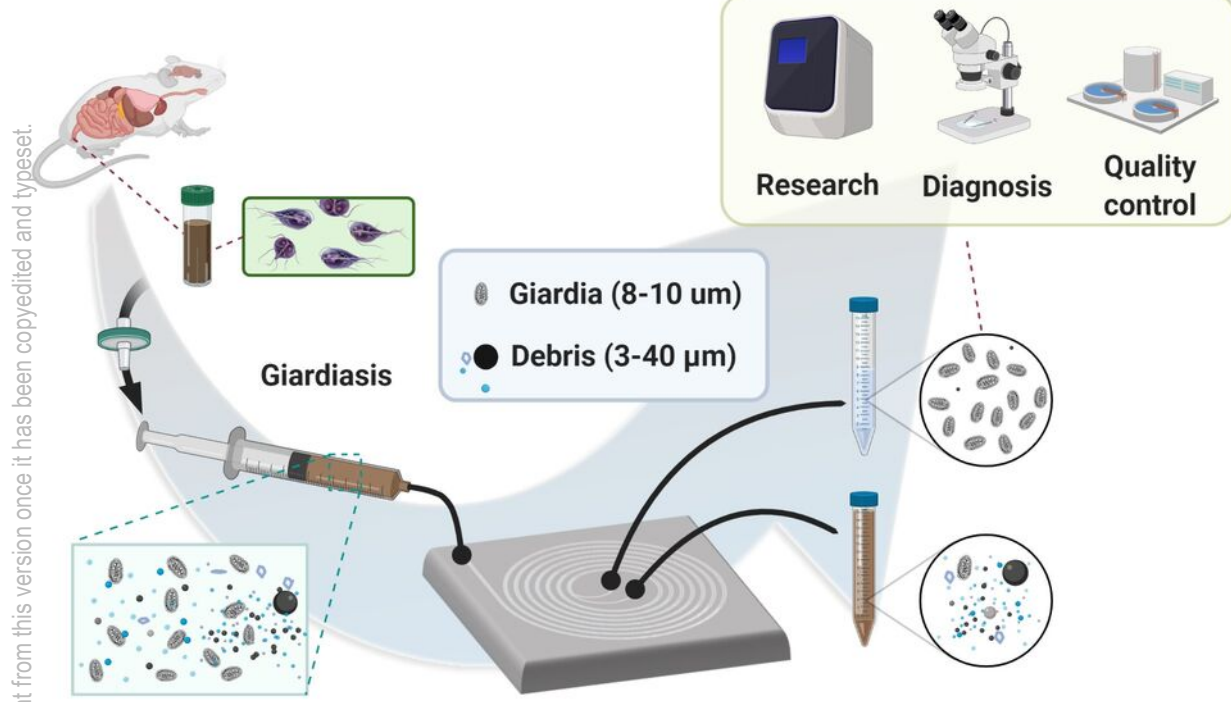 Research
Diagnosis
Quality
control
Giardia (8-10 um)
Debris (3-40 μm)
Giardiasis
from this version once it has been copyedited and typeset.